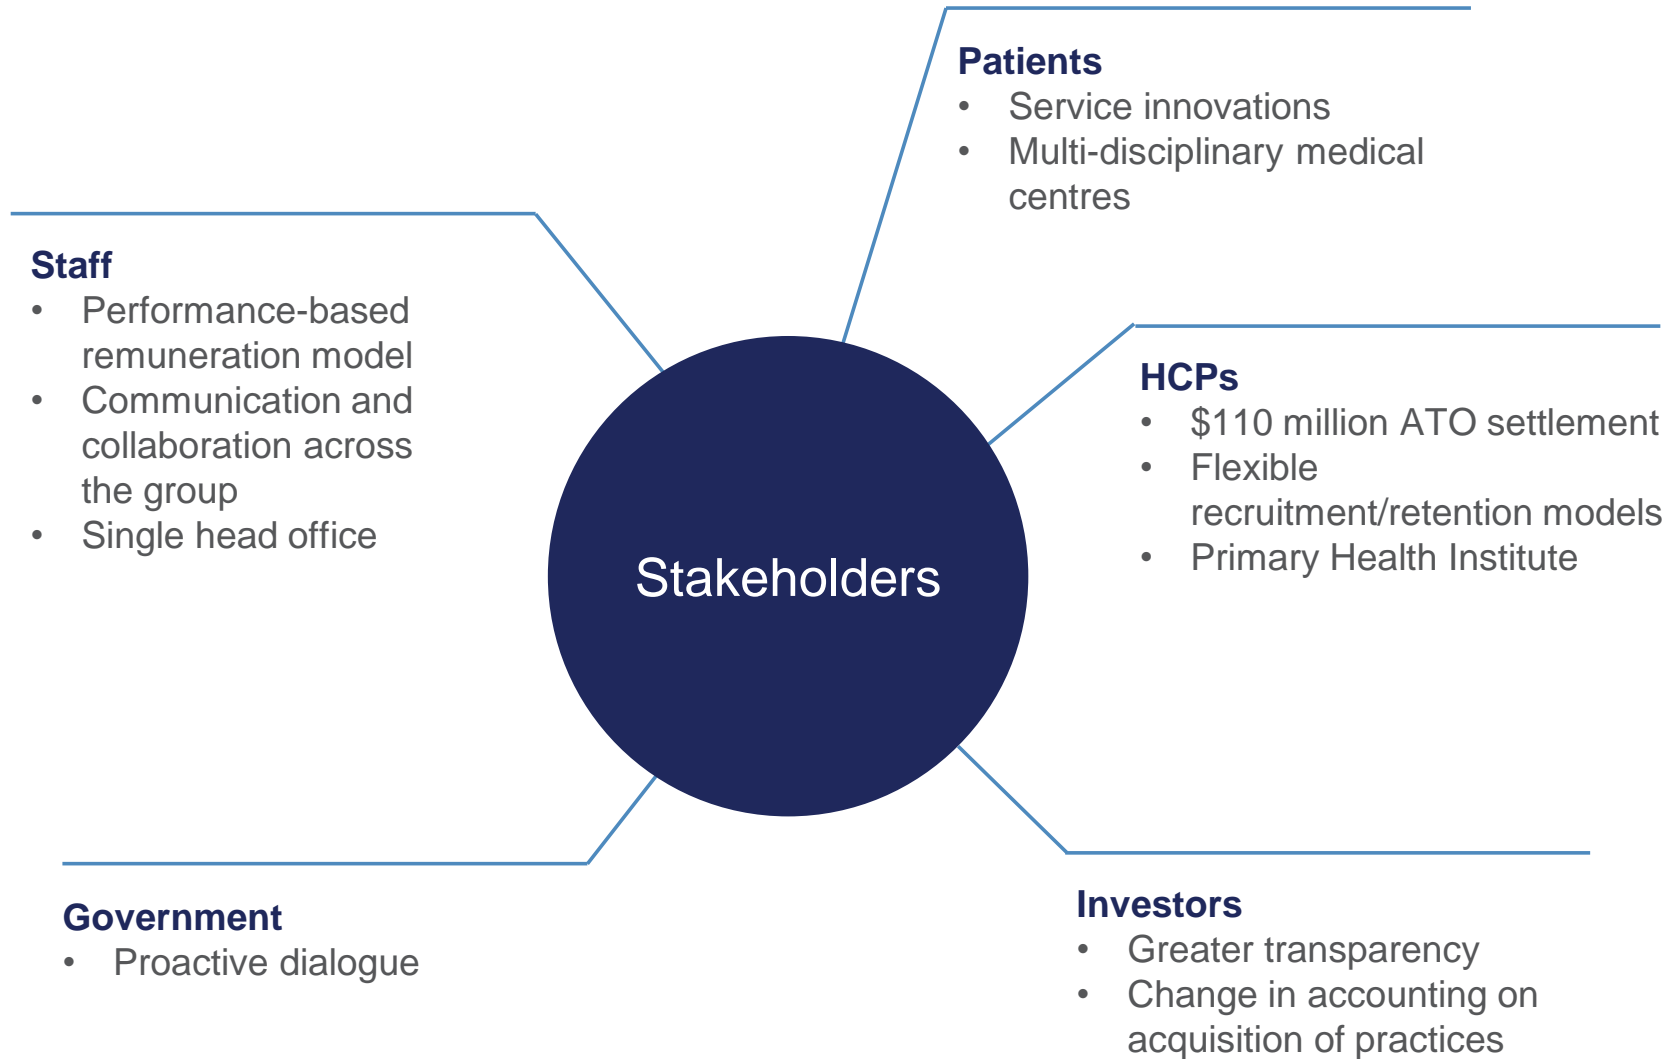 Patients
• Service innovations
• Multi-disciplinary medical
centres
Staff
• Performance-based
remuneration model
• Communication and
collaboration across
the group
• Single head office
HCPs
• $110 million ATO settlement
• Flexible
recruitment/retention models
• Primary Health Institute
Stakeholders
Government
• Proactive dialogue
Investors
• Greater transparency
• Change in accounting on
acquisition of practices